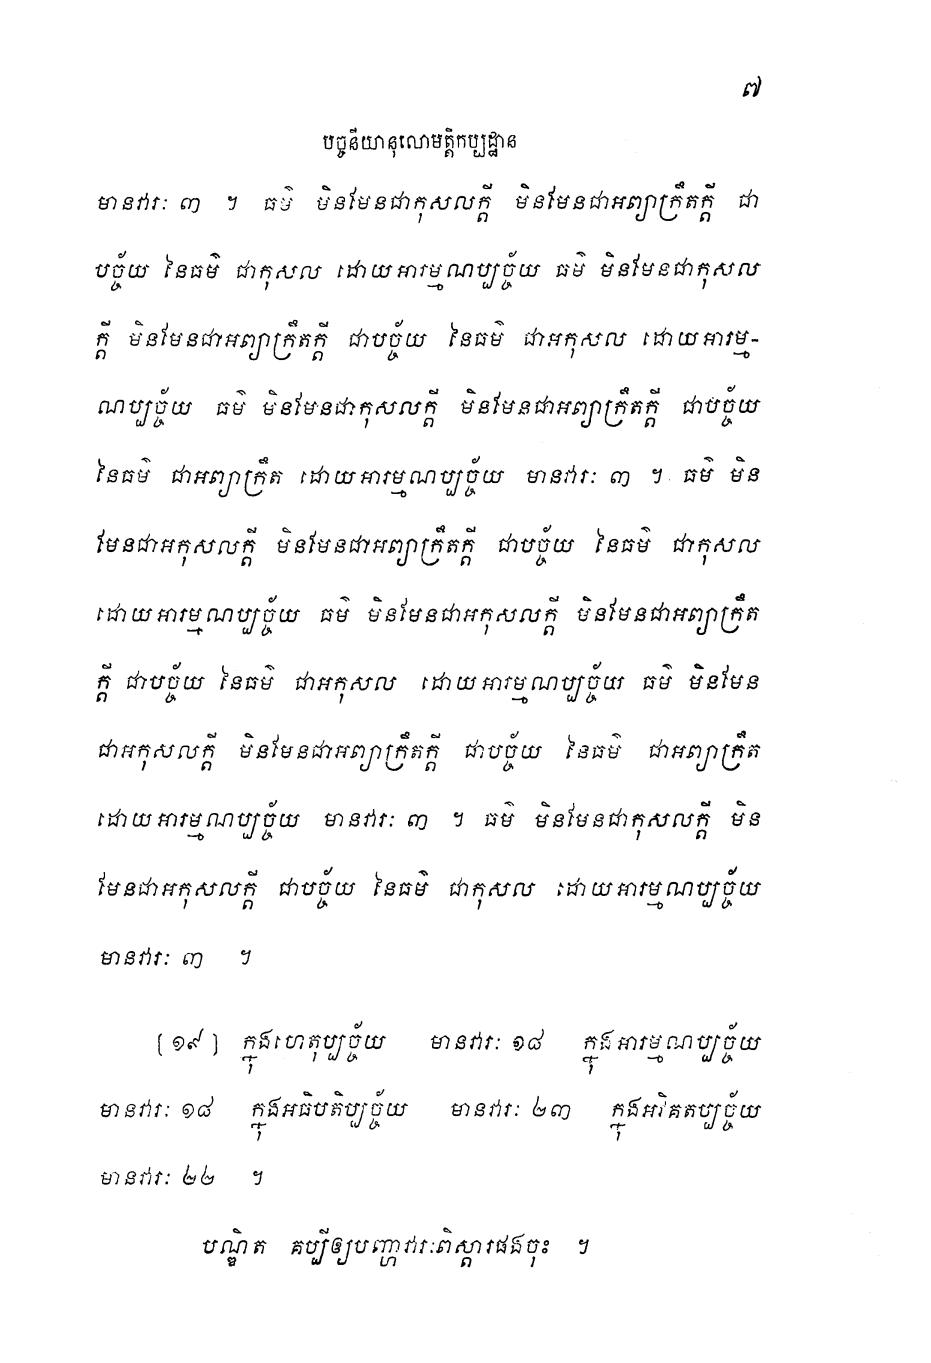 ៧
បច្ចនីយានុលោមត្តិកប្បដ្ឋាន
មានវារៈ ៣ ។ ធម៌ មិនមែនជាកុសលក្តី មិនមែនជាអព្យាក្រឹតក្តី ជា
បច្ច័យ នៃធម៌ ជាកុសល ដោយអារម្មណប្បច្ច័យ ធម៌ មិនមែនជាកុសល
ក្តី មិនមែនជាអព្យាក្រឹតក្តី ជាបច្ច័យ នៃធម៌ ជាអកុសល ដោយអារម្ម-
ណប្បច្ច័យ ធម៌ មិនមែនជាកុសលក្តី មិនមែនជាអព្យាក្រឹតក្តី ជាបច្ច័យ
នៃធម៌ ជាអព្យាក្រឹត ដោយអារម្មណប្បច្ច័យ មានវារៈ ៣ ។ ធម៌ មិន
មែនជាអកុសលក្តី មិនមែនជាអព្យាក្រឹតក្តី ជាបច្ច័យ នៃធម៌ ជាកុសល
ដោយអារម្មណប្បច្ច័យ ធម៌ មិនមែនជាអកុសលក្តី មិនមែនជាអព្យាក្រឹត
ក្តី ជាបច្ច័យ នៃធម៌ ជាអកុសល ដោយអារម្មណប្បច្ច័យ ធម៌ មិនមែន
ជាអកុសលក្តី មិនមែនជាអព្យាក្រឹតក្តី ជាបច្ច័យ នៃធម៌ ជាអព្យាក្រឹត
ដោយអារម្មណប្បច្ច័យ មានវារៈ ៣ ។ ធម៌ មិនមែនជាកុសលក្តី មិន
មែនជាអកុសលក្តី ជាបច្ច័យ នៃធម៌ ជាកុសល ដោយអារម្មណប្បច្ច័យ
មានវារៈ ៣ ។
[១៩] ក្នុងហេតុប្បច្ច័យ មានវារៈ ១៨ ក្នុងអារម្មណប្បច្ច័យ
មានវារៈ ១៨ ក្នុងអធិបតិប្បច្ច័យ មានវារៈ ២៣ ក្នុងអវិគតប្បច្ច័យ
មានវារៈ ២២ ។
បណ្ឌិត គប្បីឲ្យបញ្ហាវារៈពិស្តារផងចុះ ។